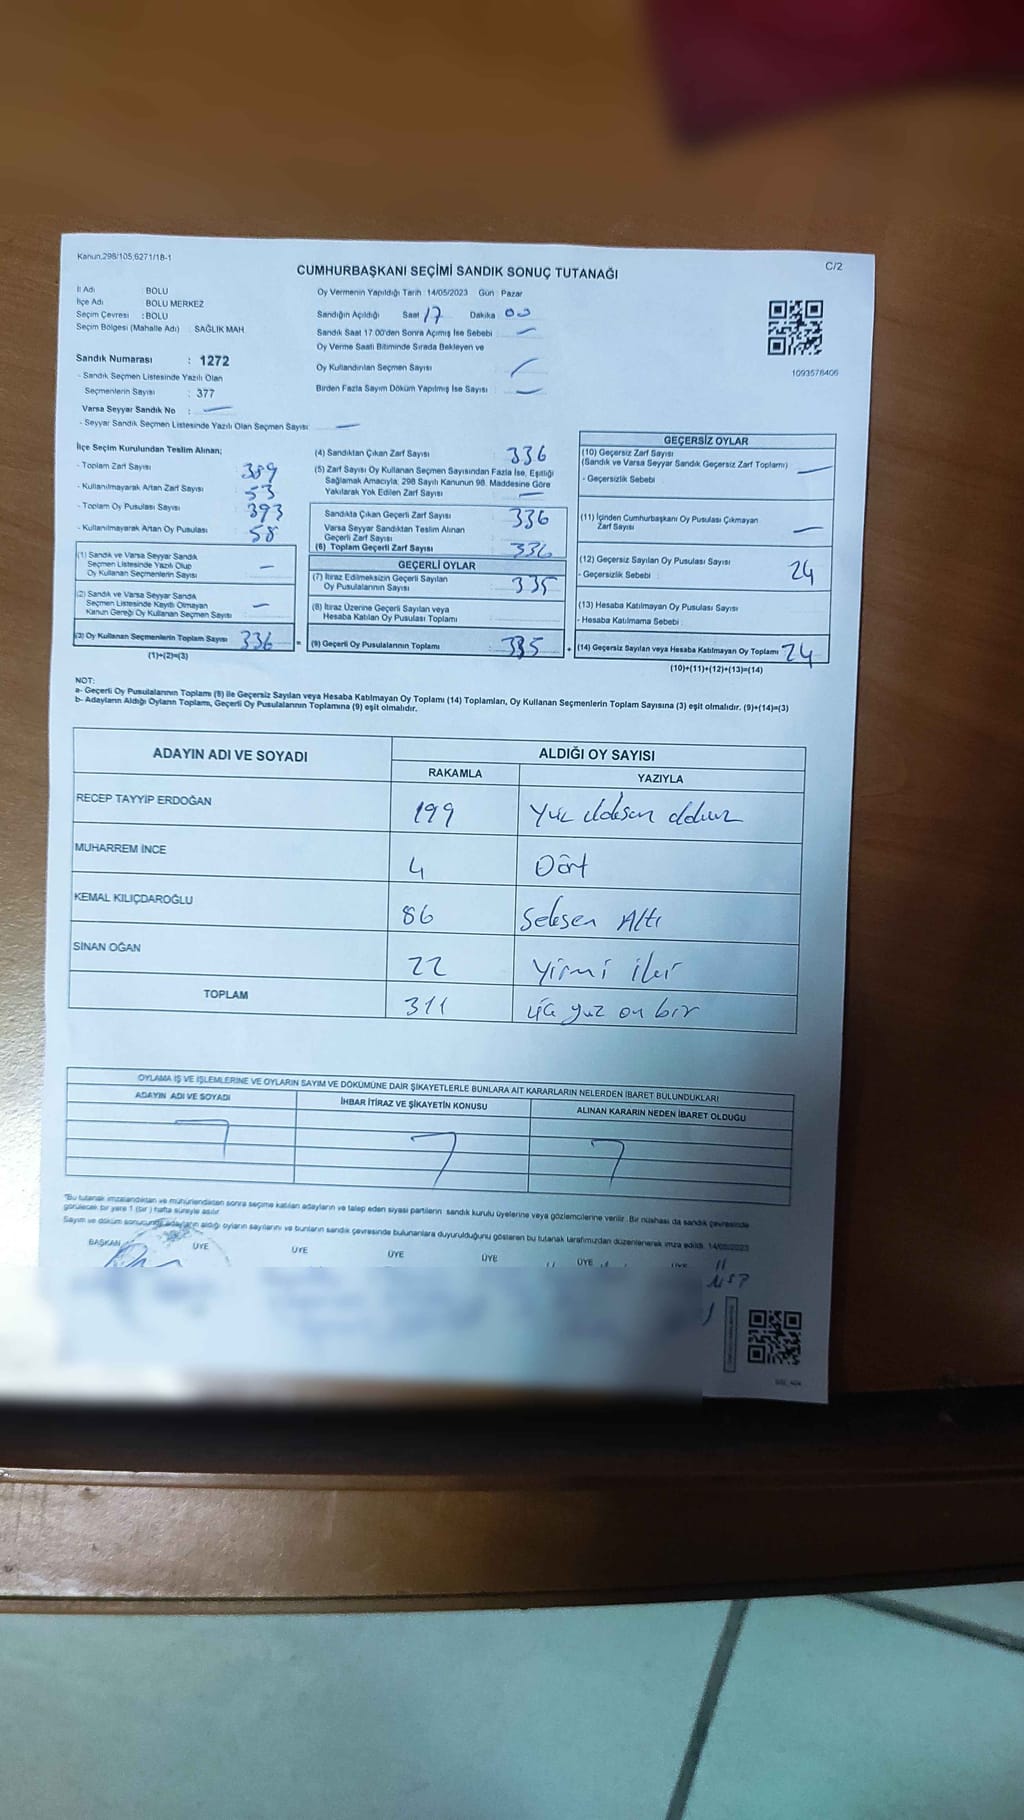 Kanun.298/105,6271/18-1
C/2
CUMHURBAŞKANI SEÇİMİ SANDIK SONUÇ TUTANAĞI
İl Adı : BOLU
İlçe Adı : BOLU MERKEZ
Seçim Çevresi : BOLU
Seçim Bölgesi (Mahalle Adı) : SAĞLIK MAH
Sandık Numarası : 1272
- Sandık Seçmen Listesinde Yazılı Olan
Seçmenlerin Sayısı : 377
Varsa Seyyar Sandık No : —
- Seyyar Sandık Seçmen Listesinde Yazılı Olan Seçmen Sayısı: —
Oy Vermenin Yapıldığı Tarih : 14/05/2023 Gün : Pazar
Sandığın Açıldığı Saat 17 Dakika 00
Sandık Saat 17:00'den Sonra Açımış İse Sebebi : —
Oy Verme Saati Bitiminde Sırada Bekleyen ve
Oy Kullandırılan Seçmen Sayısı : —
Birden Fazla Sayım Döküm Yapılmış İse Sayısı : —
1093578406
İlçe Seçim Kurulundan Teslim Alınan;
- Toplam Zarf Sayısı : 389
- Kullanılmayarak Artan Zarf Sayısı : 53
- Toplam Oy Pusulası Sayısı : 393
- Kullanılmayarak Artan Oy Pusulası : 58
(1) Sandık ve Varsa Seyyar Sandık
Seçmen Listesinde Yazılı Olup
Oy Kullanan Seçmenlerin Sayısı : —
(2) Sandık ve Varsa Seyyar Sandık
Seçmen Listesinde Kayıtlı Olmayan
Kanun Gereği Oy Kullanan Seçmen Sayısı : —
(3) Oy Kullanan Seçmenlerin Toplam Sayısı : 336
(1)+(2)=(3)
(4) Sandıktan Çıkan Zarf Sayısı : 336
(5) Zarf Sayısı Oy Kullanan Seçmen Sayısından Fazla İse, Eşitliği
Sağlamak Amacıyla, 298 Sayılı Kanunun 98. Maddesine Göre
Yakılarak Yok Edilen Zarf Sayısı : —
Sandıkta Çıkan Geçerli Zarf Sayısı : 336
Varsa Seyyar Sandıktan Teslim Alınan
Geçerli Zarf Sayısı :
(6) Toplam Geçerli Zarf Sayısı : 336
GEÇERLİ OYLAR
(7) İtiraz Edilmeksizin Geçerli Sayılan
Oy Pusulalarının Sayısı : 335
(8) İtiraz Üzerine Geçerli Sayılan veya
Hesaba Katılan Oy Pusulası Toplamı :
= (9) Geçerli Oy Pusulalarının Toplamı : 335
GEÇERSİZ OYLAR
(10) Geçersiz Zarf Sayısı
(Sandık ve Varsa Seyyar Sandık Geçersiz Zarf Toplamı) : —
- Geçersizlik Sebebi :
(11) İçinden Cumhurbaşkanı Oy Pusulası Çıkmayan
Zarf Sayısı : —
(12) Geçersiz Sayılan Oy Pusulası Sayısı : 24
- Geçersizlik Sebebi :
(13) Hesaba Katılmayan Oy Pusulası Sayısı :
- Hesaba Katılmama Sebebi :
+ (14) Geçersiz Sayılan veya Hesaba Katılmayan Oy Toplamı : 24
(10)+(11)+(12)+(13)=(14)
NOT:
a- Geçerli Oy Pusulalarının Toplamı (9) ile Geçersiz Sayılan veya Hesaba Katılmayan Oy Toplamı (14) Toplamları, Oy Kullanan Seçmenlerin Toplam Sayısına (3) eşit olmalıdır. (9)+(14)=(3)
b- Adayların Aldığı Oyların Toplamı, Geçerli Oy Pusulalarının Toplamına (9) eşit olmalıdır.
ADAYIN ADI VE SOYADI ALDIĞI OY SAYISI
RAKAMLA YAZIYLA
RECEP TAYYİP ERDOĞAN 199 Yüz doksan dokuz
MUHARREM İNCE 4 Dört
KEMAL KILIÇDAROĞLU 86 Seksen Altı
SİNAN OĞAN 22 Yirmi iki
TOPLAM 311 üç yüz on bir
OYLAMA İŞ VE İŞLEMLERİNE VE OYLARIN SAYIM VE DÖKÜMÜNE DAİR ŞİKAYETLERLE BUNLARA AİT KARARLARIN NELERDEN İBARET BULUNDUKLARI
ADAYIN ADI VE SOYADI İHBAR İTİRAZ VE ŞİKAYETİN KONUSU ALINAN KARARIN NEDEN İBARET OLDUĞU
*Bu tutanak imzalandıktan ve mühürlendikten sonra seçime katılan adayların ve talep eden siyasi partilerin sandık kurulu üyelerine veya gözlemcilerine verilir. Bir nüshası da sandık çevresinde
görülecek bir yere 1 (bir) hafta süreyle asılır.
Sayım ve döküm sonucunda adayların aldığı oyların sayılarını ve bunların sandık çevresinde bulunanlara duyurulduğunu gösteren bu tutanak tarafımızdan düzenlenerek imza edildi. 14/05/2023
BAŞKAN ÜYE ÜYE ÜYE ÜYE ÜYE ÜYE